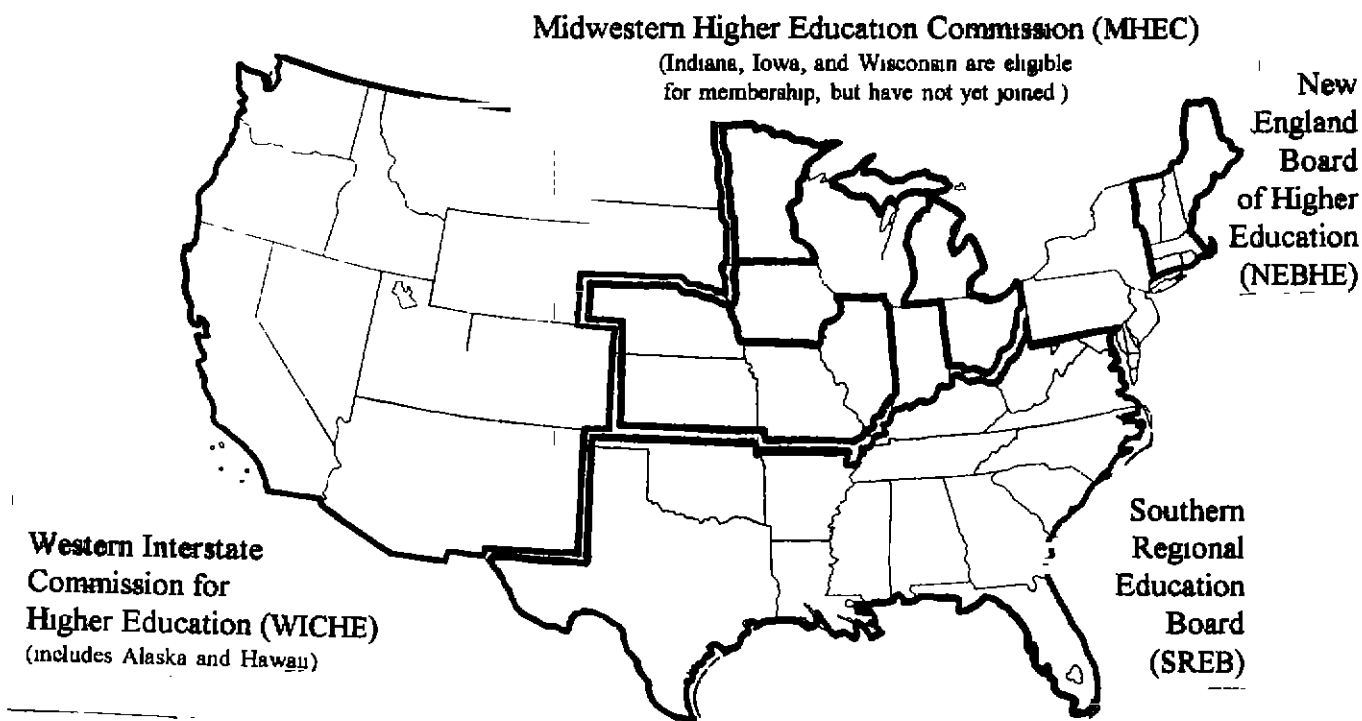 Midwestern Higher Education Commission (MHEC)
(Indiana, Iowa, and Wisconsin are eligible
for membership, but have not yet joined )
New
England
Board
of Higher
Education
(NEBHE)
Western Interstate
Commission for
Higher Education (WICHE)
(includes Alaska and Hawaii)
Southern
Regional
Education
Board
(SREB)